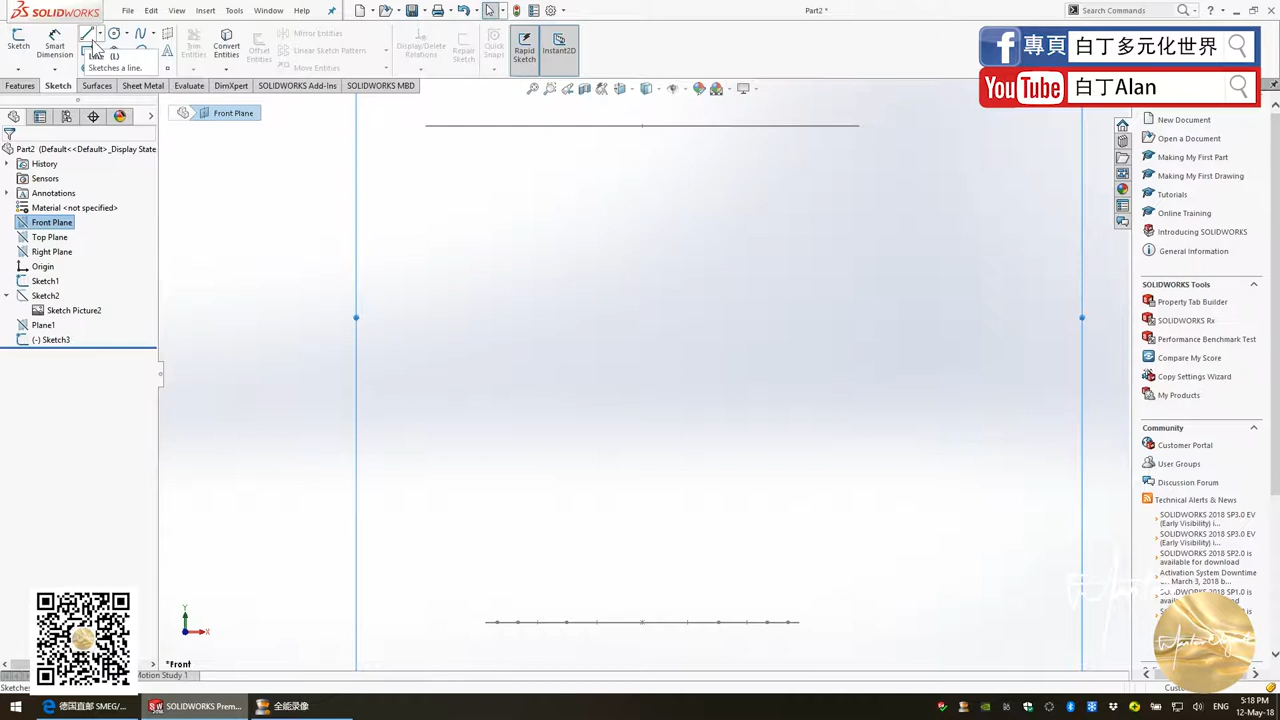 SOLIDWORKS
File
Edit
View
Insert
Tools
Window
Help
Part2 *
Search Commands
Sketch
Smart
Dimension
Line (L)
Sketches a line.
Trim
Entities
Convert
Entities
Offset
Entities
Mirror Entities
Linear Sketch Pattern
Move Entities
Display/Delete
Relations
Repair
Sketch
Quick
Snaps
Rapid
Sketch
Instant2D
專頁
白丁多元化世界
YouTube
白丁Alan
Features
Sketch
Surfaces
Sheet Metal
Evaluate
DimXpert
SOLIDWORKS Add-Ins
SOLIDWORKS MBD
Front Plane
Part2 (Default<<Default>_Display State
History
Sensors
Annotations
Material <not specified>
Front Plane
Top Plane
Right Plane
Origin
Sketch1
Sketch2
Sketch Picture2
Plane1
(-) Sketch3
New Document
Open a Document
Making My First Part
Making My First Drawing
Tutorials
Online Training
Introducing SOLIDWORKS
General Information
SOLIDWORKS Tools
Property Tab Builder
SOLIDWORKS Rx
Performance Benchmark Test
Compare My Score
Copy Settings Wizard
My Products
Community
Customer Portal
User Groups
Discussion Forum
Technical Alerts & News
SOLIDWORKS 2018 SP3.0 EV
(Early Visibility) i...
SOLIDWORKS 2018 SP3.0 EV
(Early Visibility) i...
SOLIDWORKS 2018 SP2.0 is
available for download
Activation System Downtime
March 3, 2018
Y
X
*Front
Motion Study 1
Sketches
德国直邮 SMEG/...
SOLIDWORKS Prem...
全能录像
ENG
5:18 PM
12-May-18